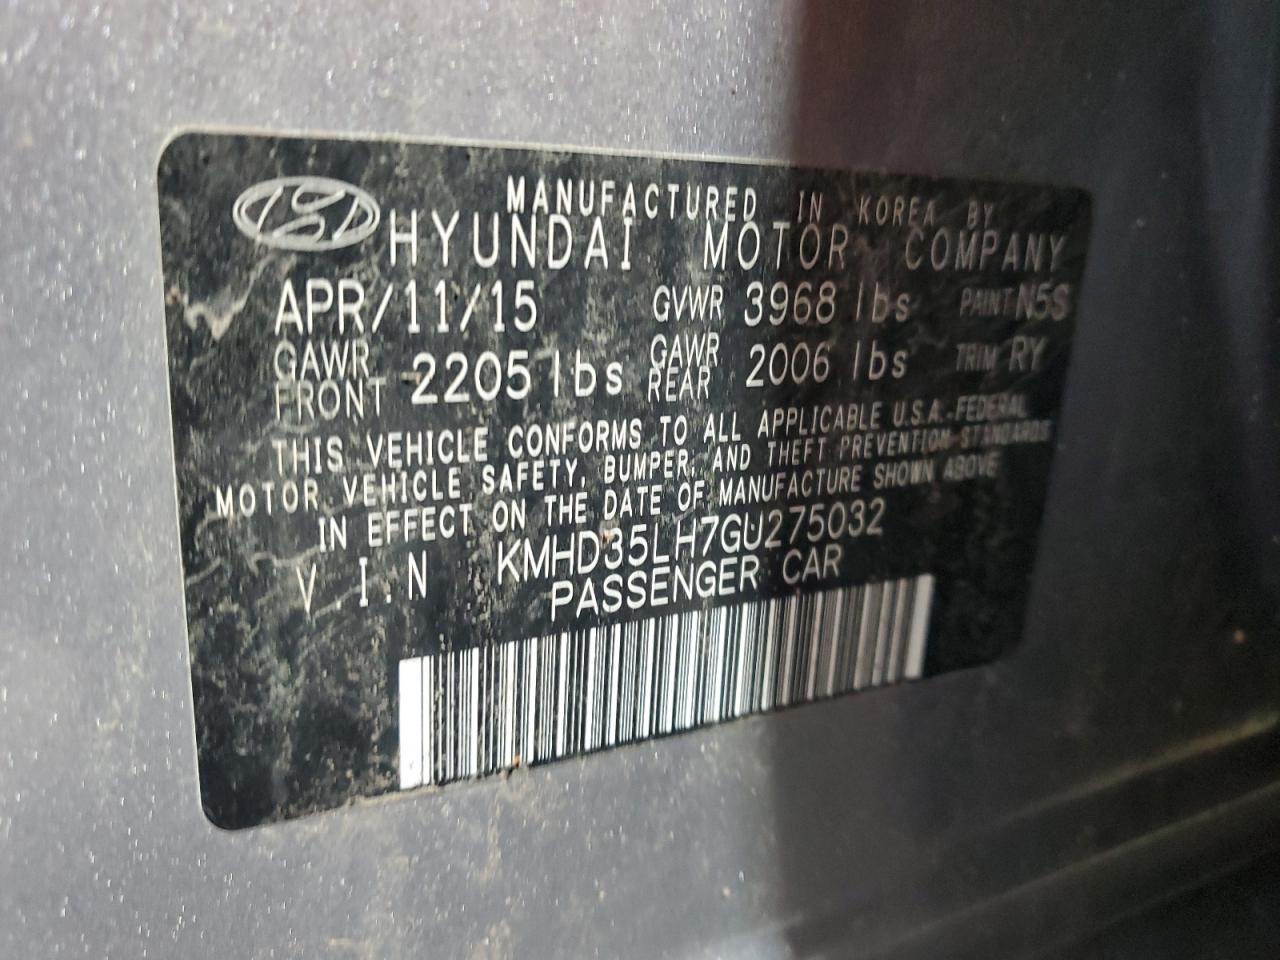 MANUFACTURED IN KOREA BY
HYUNDAI MOTOR COMPANY
APR/11/15 GVWR 3968 lbs PAINT N5S
GAWR FRONT 2205 lbs GAWR REAR 2006 lbs TRIM RY
THIS VEHICLE CONFORMS TO ALL APPLICABLE U.S.A. FEDERAL
MOTOR VEHICLE SAFETY, BUMPER, AND THEFT PREVENTION STANDARDS
IN EFFECT ON THE DATE OF MANUFACTURE SHOWN ABOVE
V.I.N KMHD35LH7GU275032
PASSENGER CAR